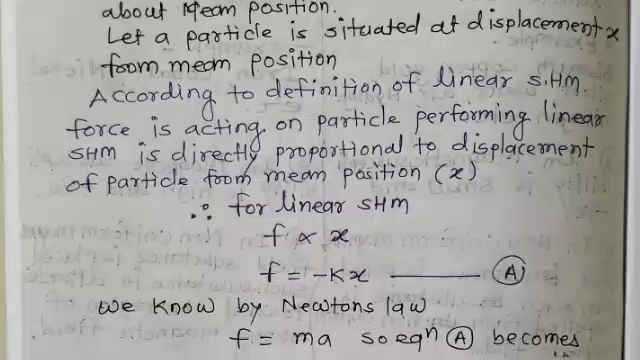 about Mean position.
Let a particle is situated at displacement x
from mean position
According to definition of linear S.Hm.
force is acting on particle performing linear
SHM is directly proportional to displacement
of particle from mean position (x)
∴ for linear SHM
f ∝ x
f = -Kx ——— Ⓐ
we know by Newtons law
f = ma so eqn Ⓐ becomes